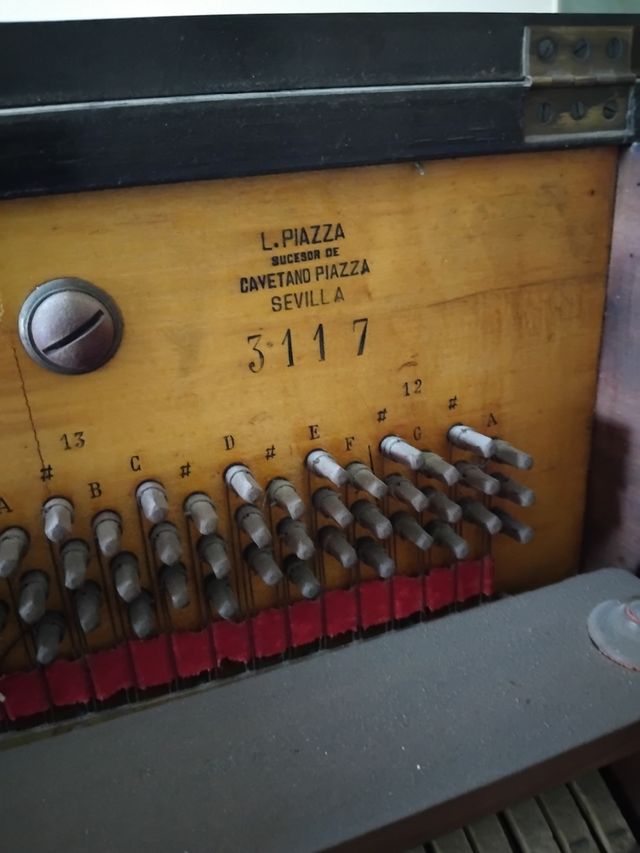 L. PIAZZA
SUCESOR DE
CAYETANO PIAZZA
SEVILLA
3117
13 12
A # B C # D # E F # G # A